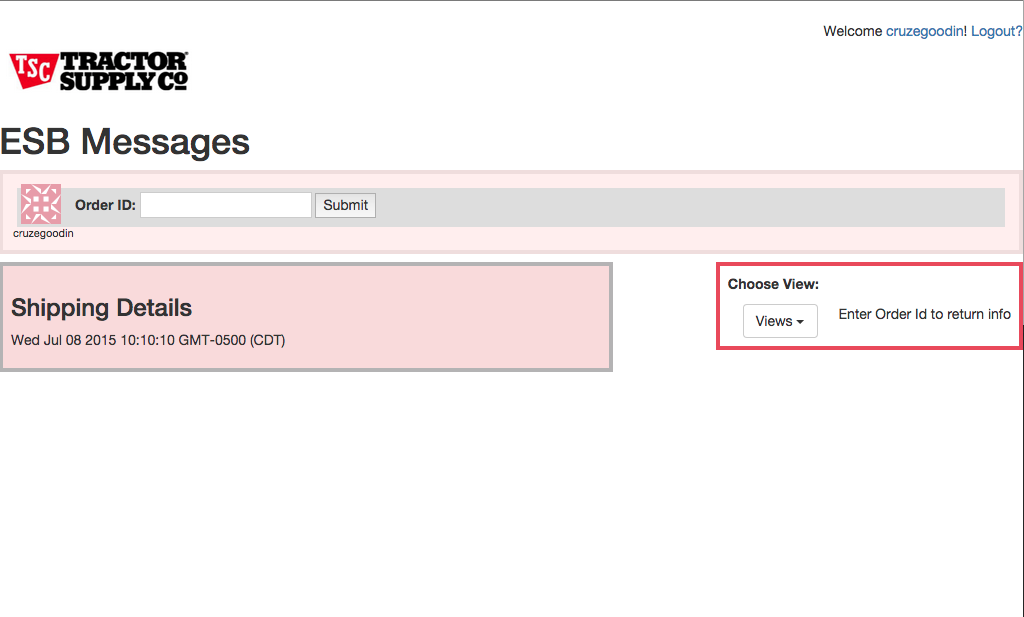 Welcome cruzegoodin! Logout?
TSC TRACTOR
SUPPLY CO
ESB Messages
Order ID: Submit
cruzegoodin
Shipping Details
Wed Jul 08 2015 10:10:10 GMT-0500 (CDT)
Choose View:
Views
Enter Order Id to return info